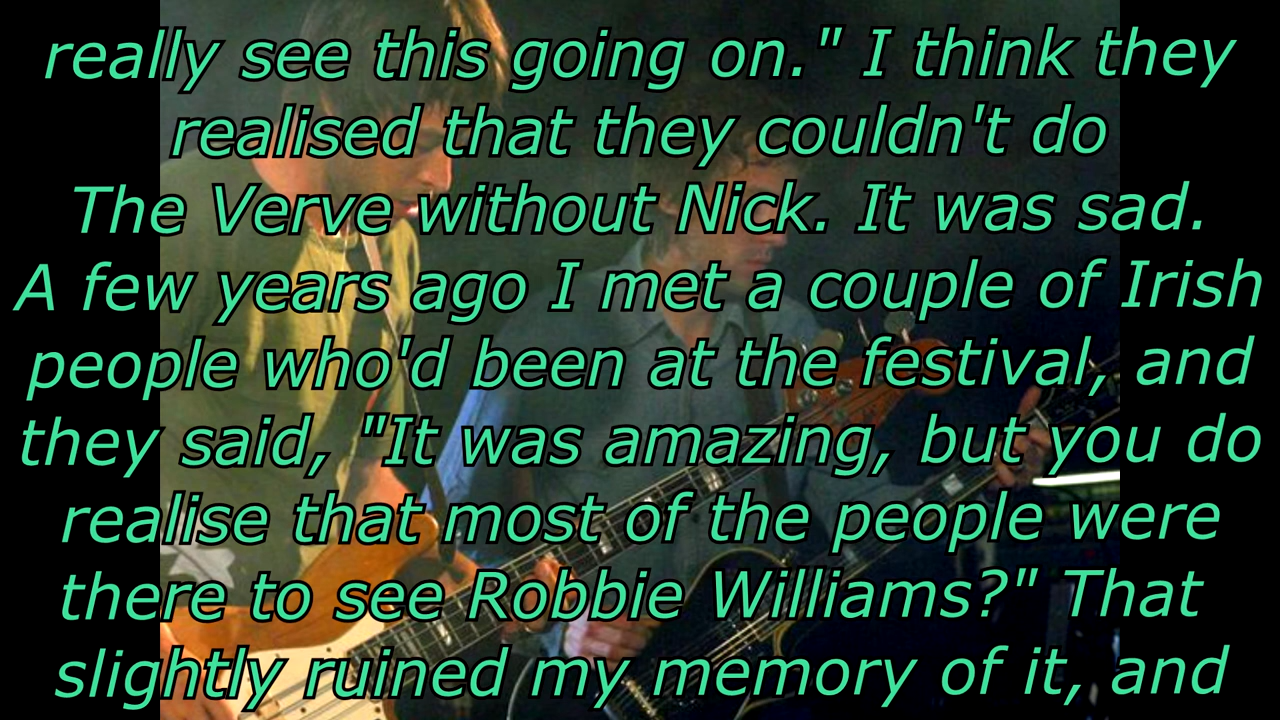 really see this going on." I think they
realised that they couldn't do
The Verve without Nick. It was sad.
A few years ago I met a couple of Irish
people who'd been at the festival, and
they said, "It was amazing, but you do
realise that most of the people were
there to see Robbie Williams?" That
slightly ruined my memory of it, and